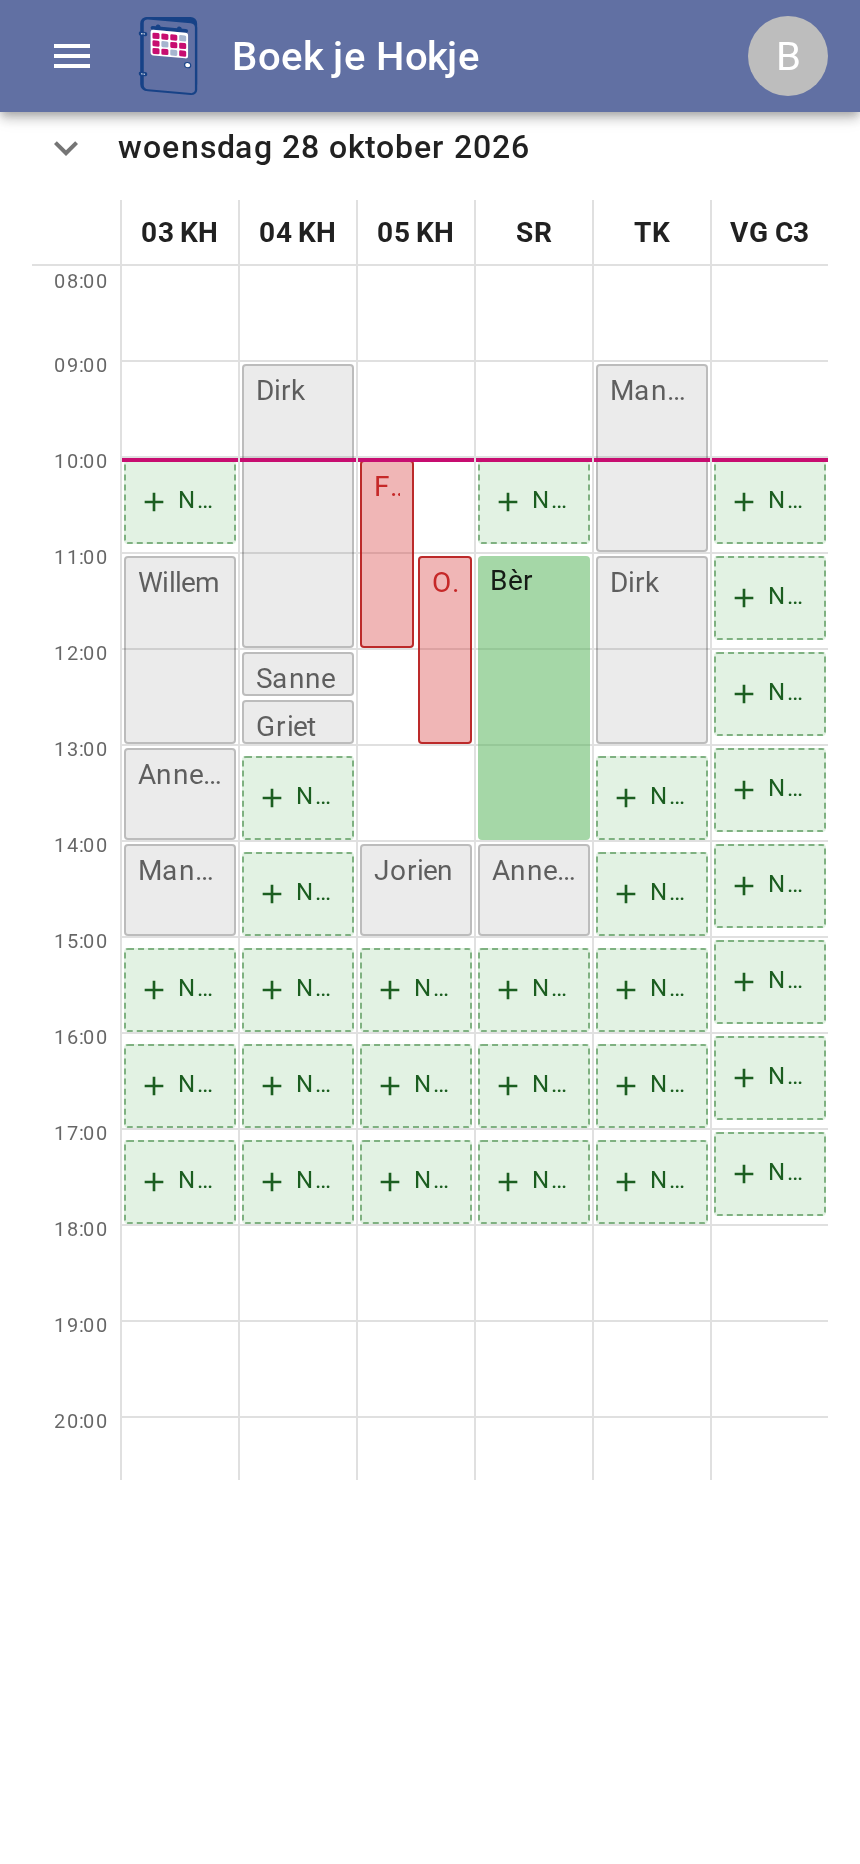 Boek je Hokje
B
woensdag 28 oktober 2026
03 KH 04 KH 05 KH SR TK VG C3
08:00
09:00
Dirk Man...
10:00
F..
+ N... + N... + N...
11:00
Willem O. Bèr Dirk
+ N...
12:00
Sanne
+ N...
Griet
13:00
Anne...
+ N... + N... + N...
14:00
Man... Jorien Anne...
+ N... + N... + N...
15:00
+ N... + N... + N... + N... + N... + N...
16:00
+ N... + N... + N... + N... + N... + N...
17:00
+ N... + N... + N... + N... + N... + N...
18:00
19:00
20:00